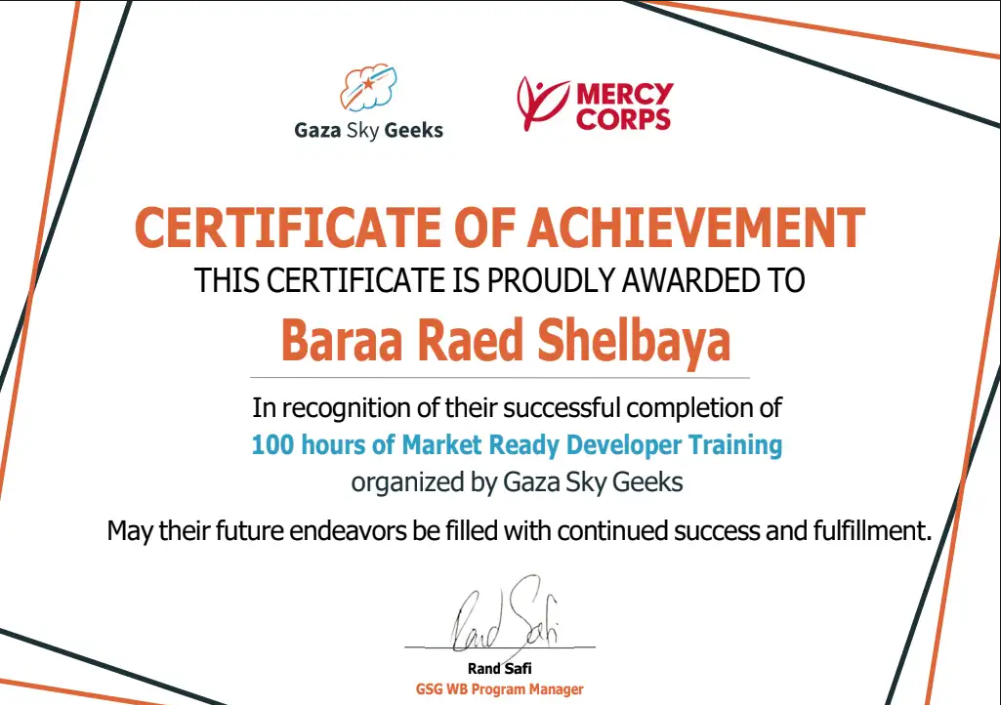 Gaza Sky Geeks
MERCY
CORPS
CERTIFICATE OF ACHIEVEMENT
THIS CERTIFICATE IS PROUDLY AWARDED TO
Baraa Raed Shelbaya
In recognition of their successful completion of
100 hours of Market Ready Developer Training
organized by Gaza Sky Geeks
May their future endeavors be filled with continued success and fulfillment.
Rand Safi
Rand Safi
GSG WB Program Manager